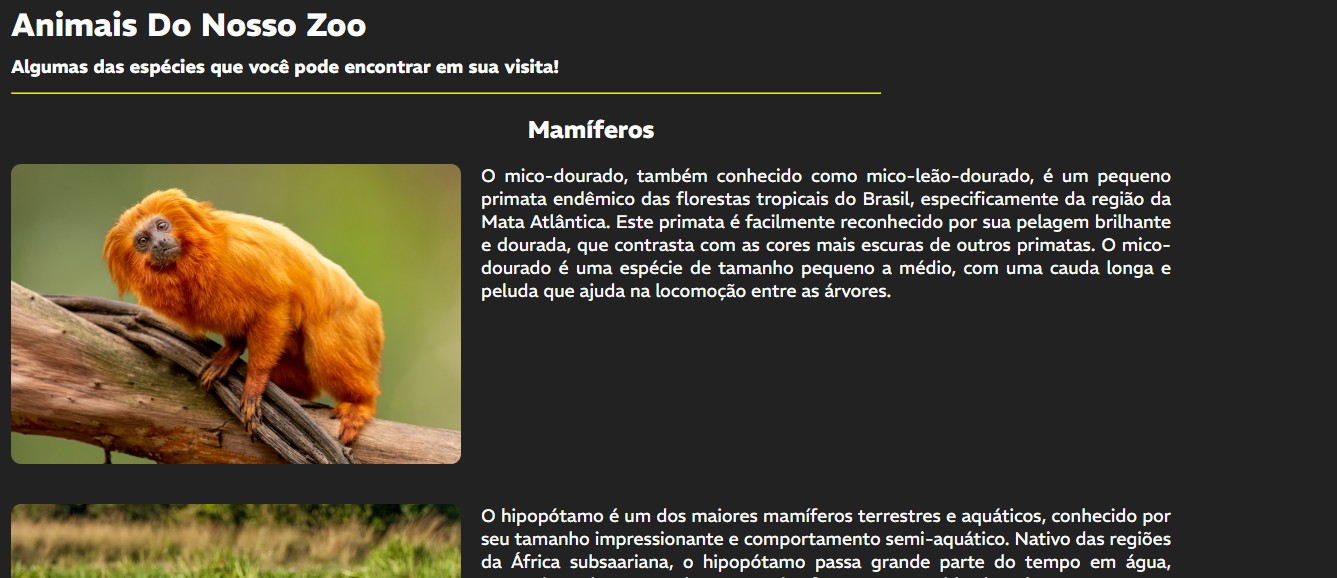 Animais Do Nosso Zoo
Algumas das espécies que você pode encontrar em sua visita!
Mamíferos
O mico-dourado, também conhecido como mico-leão-dourado, é um pequeno
primata endêmico das florestas tropicais do Brasil, especificamente da região da
Mata Atlântica. Este primata é facilmente reconhecido por sua pelagem brilhante
e dourada, que contrasta com as cores mais escuras de outros primatas. O mico-
dourado é uma espécie de tamanho pequeno a médio, com uma cauda longa e
peluda que ajuda na locomoção entre as árvores.
O hipopótamo é um dos maiores mamíferos terrestres e aquáticos, conhecido por
seu tamanho impressionante e comportamento semi-aquático. Nativo das regiões
da África subsaariana, o hipopótamo passa grande parte do tempo em água,